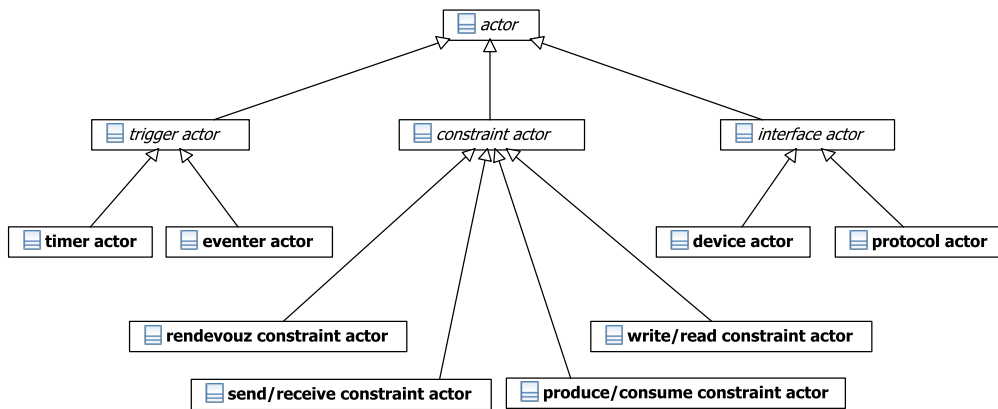 actor
trigger actor
constraint actor
interface actor
timer actor
eventer actor
device actor
protocol actor
rendevouz constraint actor
write/read constraint actor
send/receive constraint actor
produce/consume constraint actor